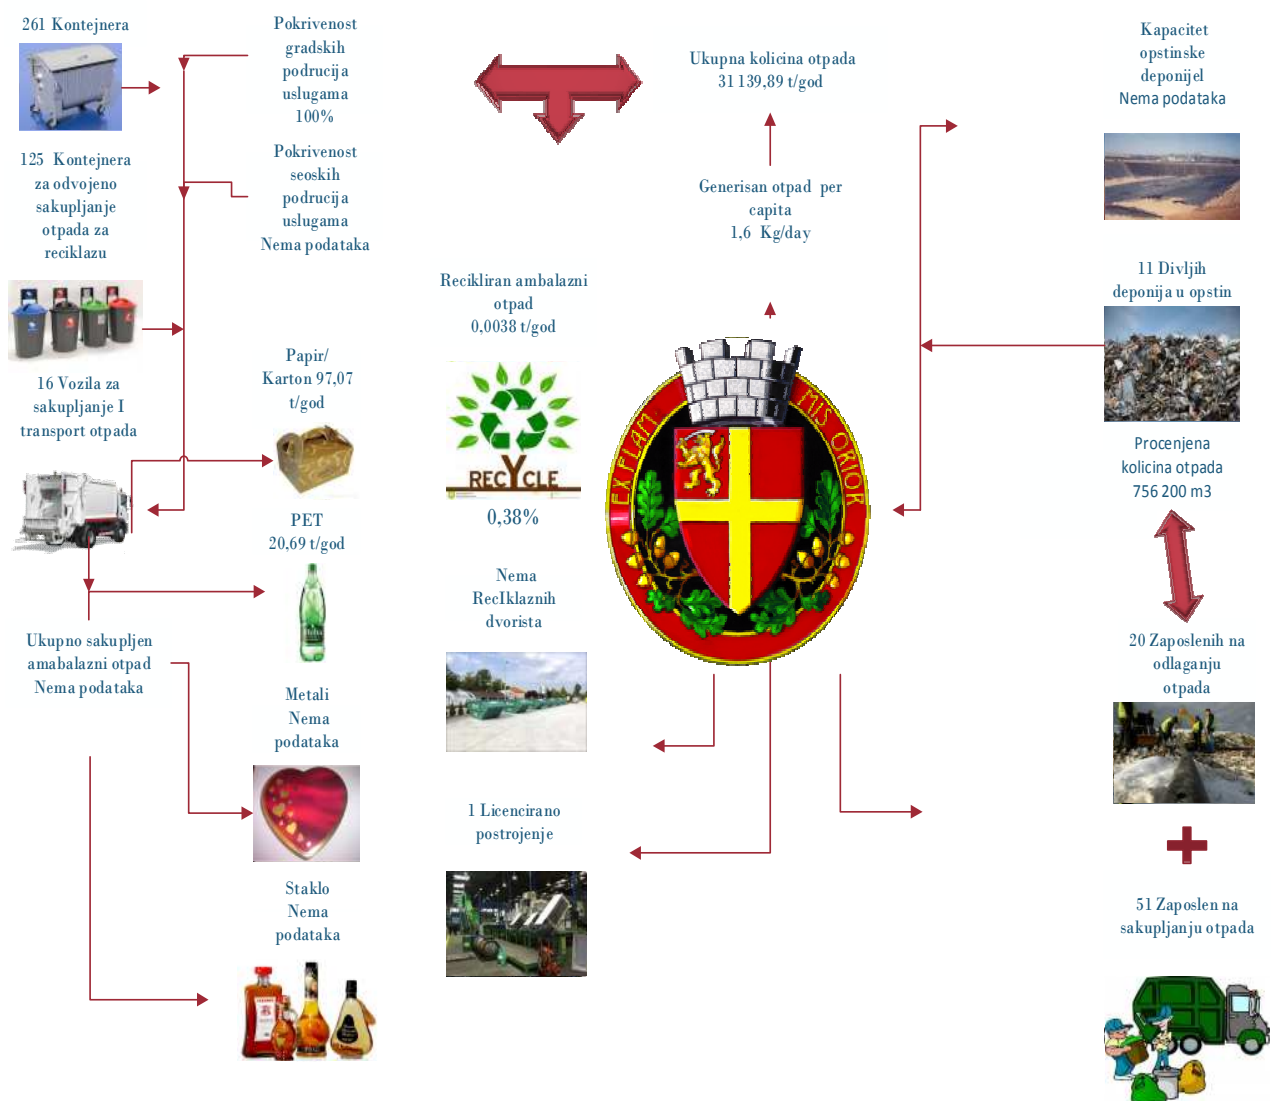 261 Kontejnera
125 Kontejnera
za odvojeno
sakupljanje
otpada za
reciklazu
16 Vozila za
sakupljanje I
transport otpada
Ukupno sakupljen
amabalazni otpad
Nema podataka
Pokrivenost
gradskih
podrucija
uslugama
100%
Pokrivenost
seoskih
podrucija
uslugama
Nema podataka
Papir/
Karton 97,07
t/god
PET
20,69 t/god
Metali
Nema
podataka
Staklo
Nema
podataka
Recikliran ambalazni
otpad
0,0038 t/god
RECYCLE
0,38%
Nema
RecIklaznih
dvorista
1 Licencirano
postrojenje
Ukupna kolicina otpada
31 139,89 t/god
Generisan otpad per
capita
1,6 Kg/day
EX FLAM
MIS ORIOR
Kapacitet
opstinske
deponijel
Nema podataka
11 Divljih
deponija u opstin
Procenjena
kolicina otpada
756 200 m3
20 Zaposlenih na
odlaganju
otpada
51 Zaposlen na
sakupljanju otpada